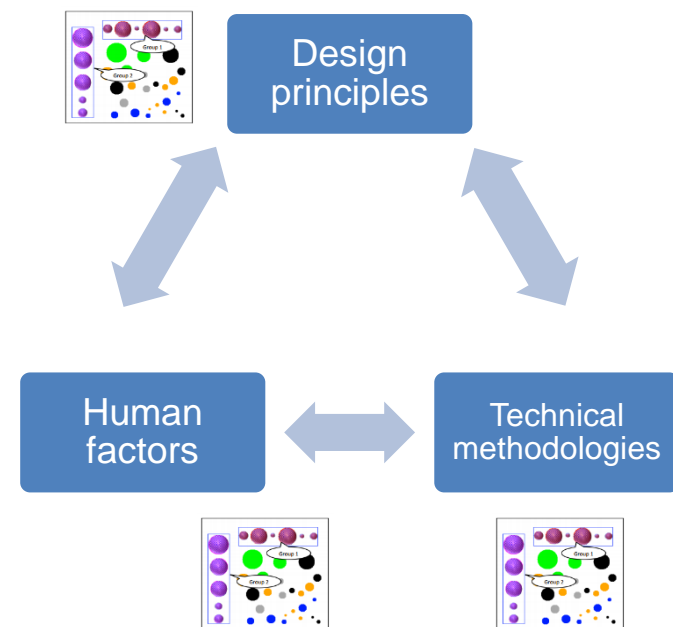 Group 1
Group 2
Design
principles
Human
factors
Technical
methodologies
Group 1
Group 2
Group 1
Group 2